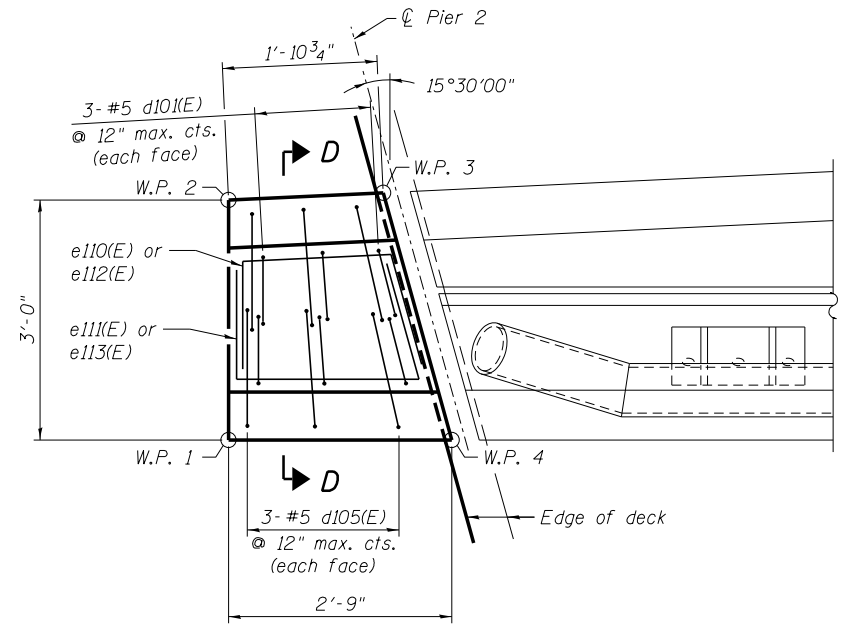 ℄ Pier 2
1'-10¾"
15°30'00"
3-#5 d101(E)
@ 12" max. cts.
(each face)
D
W.P. 2
W.P. 3
e110(E) or
e112(E)
3'-0"
e111(E) or
e113(E)
W.P. 1
W.P. 4
D
3-#5 d105(E)
@ 12" max. cts.
(each face)
Edge of deck
2'-9"